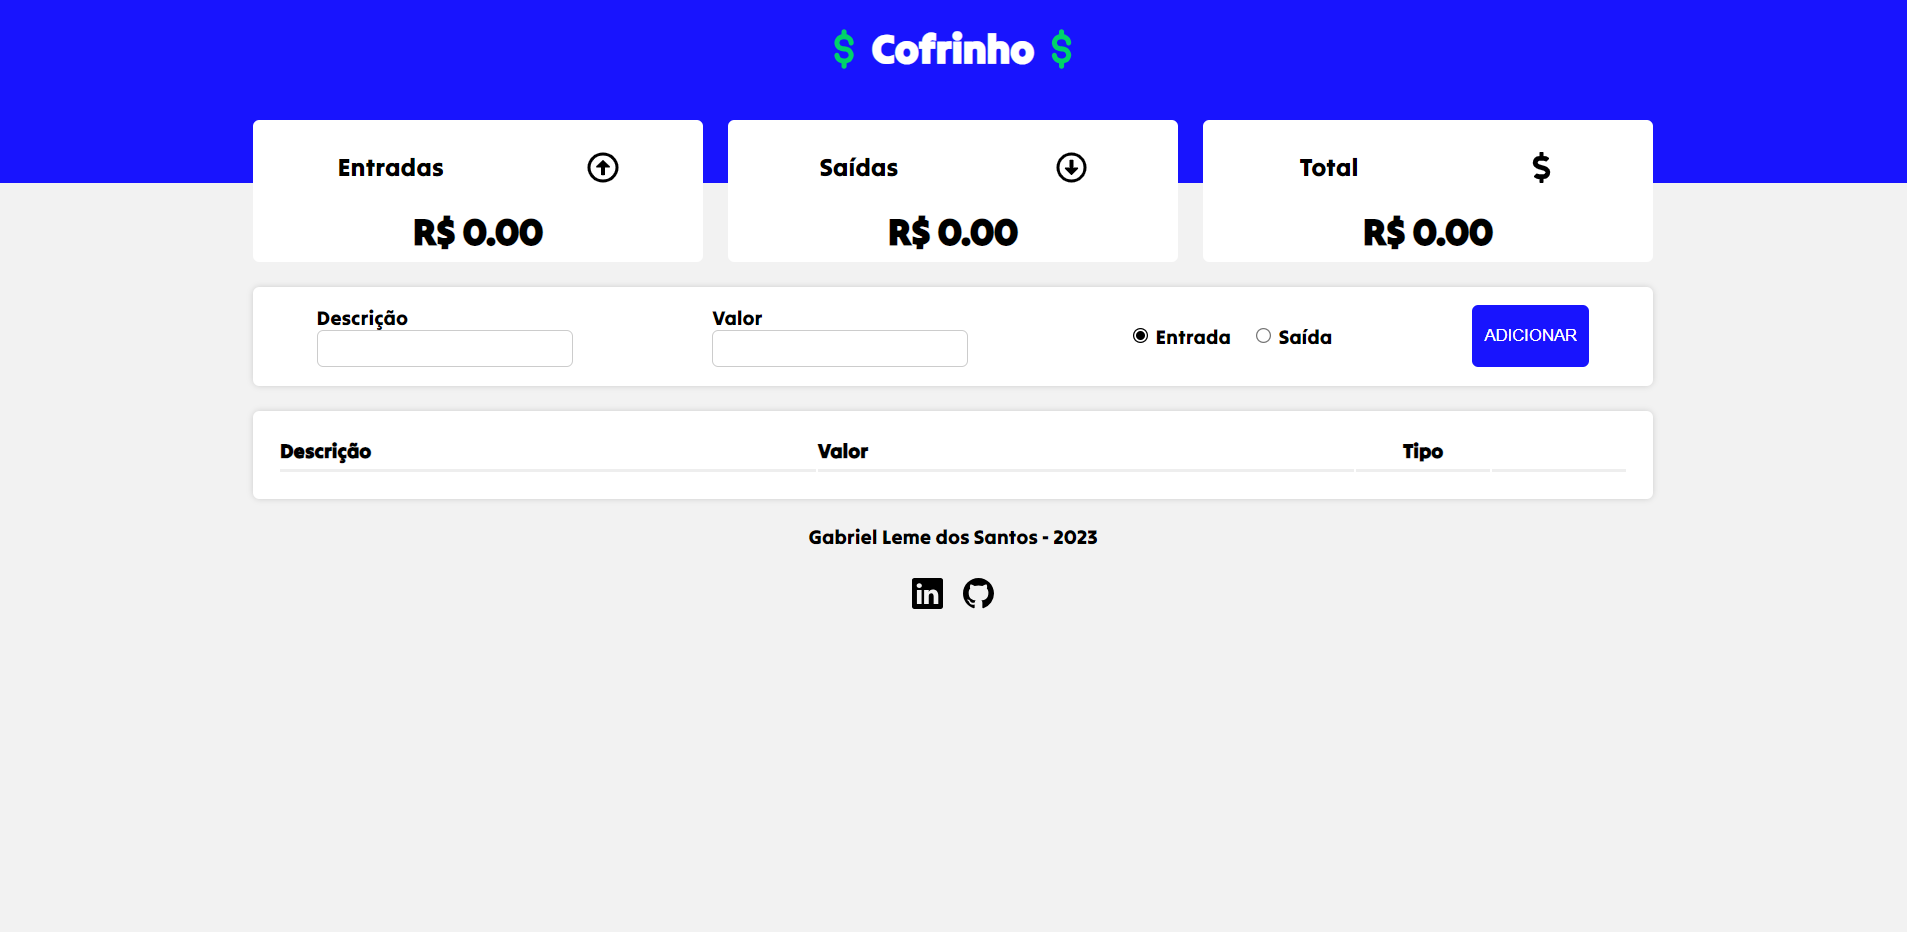 $ Cofrinho $
Entradas
R$ 0.00
Saídas
R$ 0.00
Total $
R$ 0.00
Descrição
Valor
Entrada Saída
ADICIONAR
Descrição Valor Tipo
Gabriel Leme dos Santos - 2023
in